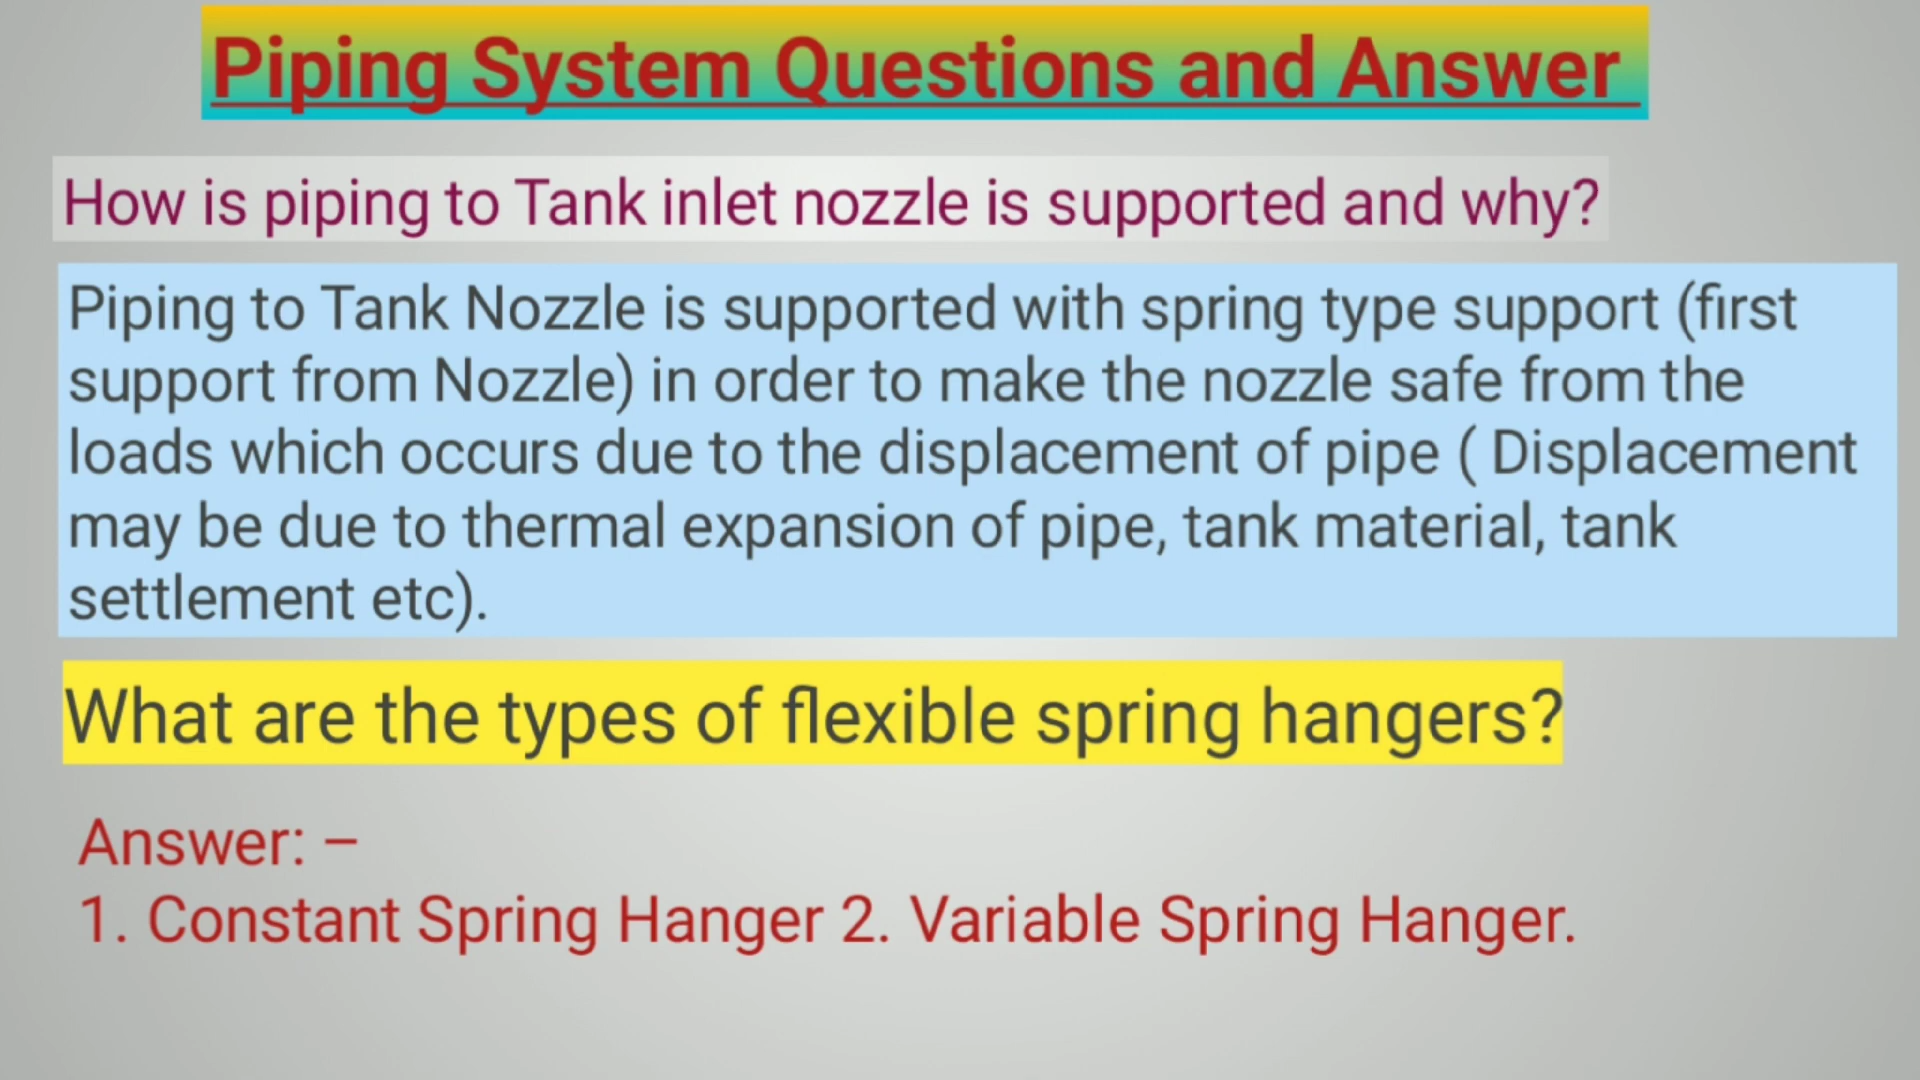 Piping System Questions and Answer
How is piping to Tank inlet nozzle is supported and why?
Piping to Tank Nozzle is supported with spring type support (first
support from Nozzle) in order to make the nozzle safe from the
loads which occurs due to the displacement of pipe ( Displacement
may be due to thermal expansion of pipe, tank material, tank
settlement etc).
What are the types of flexible spring hangers?
Answer: –
1. Constant Spring Hanger 2. Variable Spring Hanger.